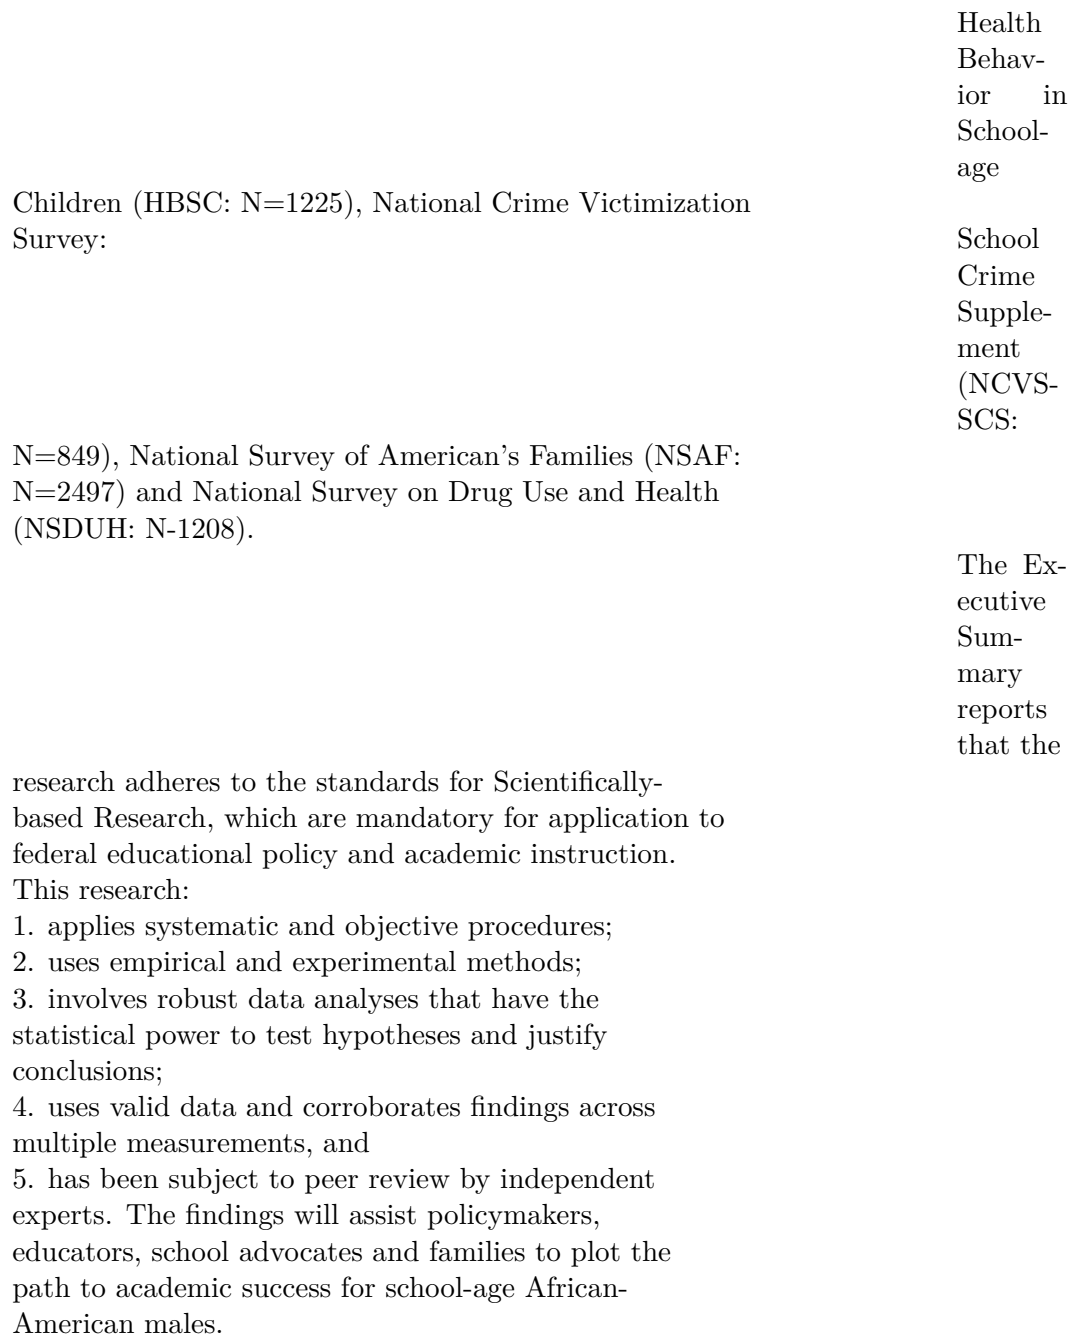 Health
Behav-
ior in
School-
age
Children (HBSC: N=1225), National Crime Victimization
Survey:
School
Crime
Supple-
ment
(NCVS-
SCS:
N=849), National Survey of American's Families (NSAF:
N=2497) and National Survey on Drug Use and Health
(NSDUH: N-1208).
The Ex-
ecutive
Sum-
mary
reports
that the
research adheres to the standards for Scientifically-
based Research, which are mandatory for application to
federal educational policy and academic instruction.
This research:
1. applies systematic and objective procedures;
2. uses empirical and experimental methods;
3. involves robust data analyses that have the
statistical power to test hypotheses and justify
conclusions;
4. uses valid data and corroborates findings across
multiple measurements, and
5. has been subject to peer review by independent
experts. The findings will assist policymakers,
educators, school advocates and families to plot the
path to academic success for school-age African-
American males.